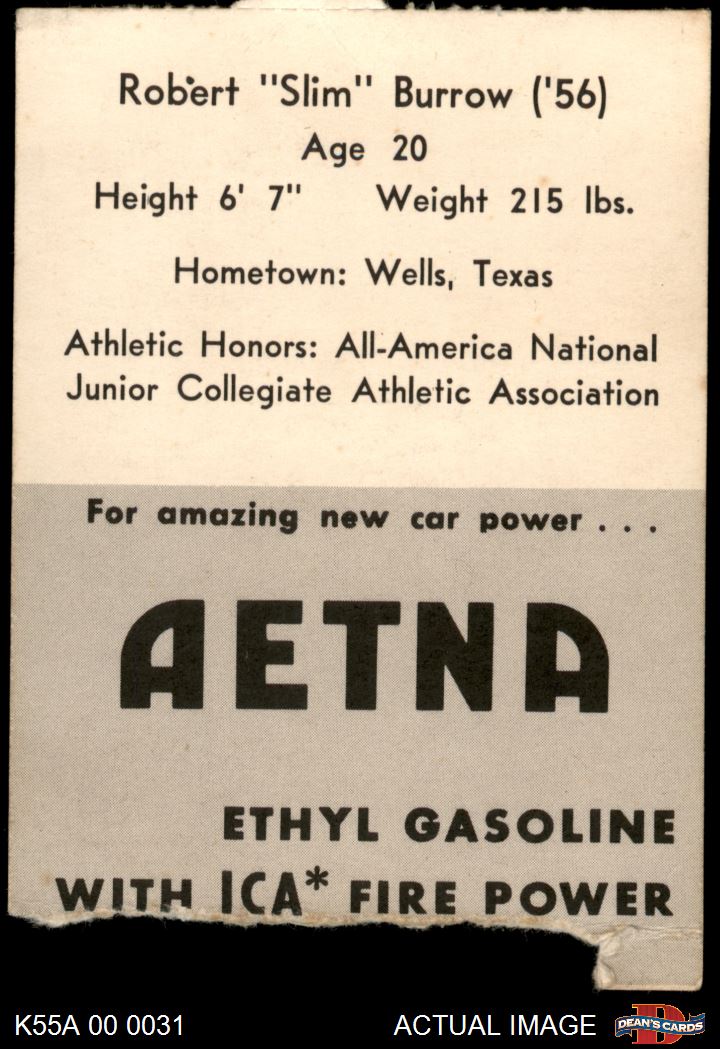 Robert "Slim" Burrow ('56)
Age 20
Height 6' 7" Weight 215 lbs.
Hometown: Wells, Texas
Athletic Honors: All-America National
Junior Collegiate Athletic Association
For amazing new car power . . .
AETNA
ETHYL GASOLINE
WITH ICA* FIRE POWER
K55A 00 0031
ACTUAL IMAGE
D
DEAN'S CARDS